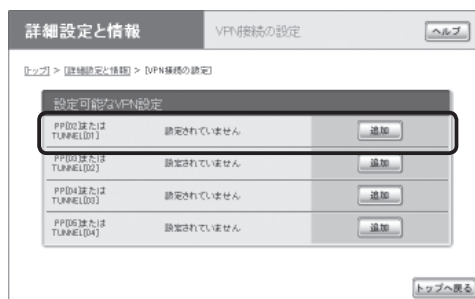 詳細設定と情報
VPN接続の設定
ヘルプ
[トップ] > [詳細設定と情報] > [VPN接続の設定]
設定可能なVPN設定
PP[02]または
TUNNEL[01]
設定されていません
追加
PP[03]または
TUNNEL[02]
設定されていません
追加
PP[04]または
TUNNEL[03]
設定されていません
追加
PP[05]または
TUNNEL[04]
設定されていません
追加
トップへ戻る